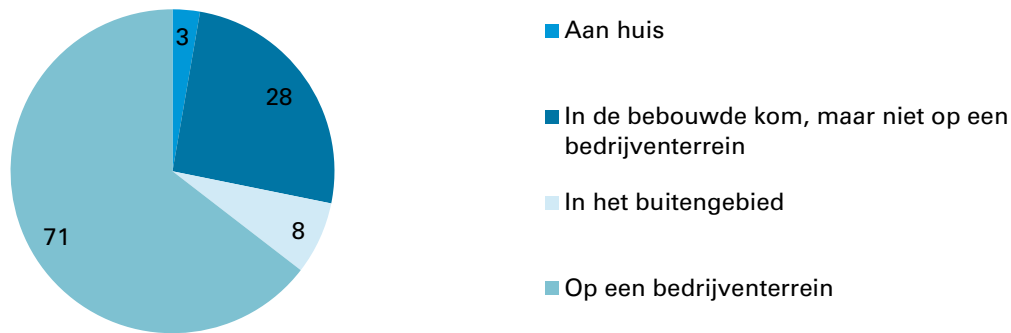 3
28
8
71
Aan huis
In de bebouwde kom, maar niet op een
bedrijventerrein
In het buitengebied
Op een bedrijventerrein